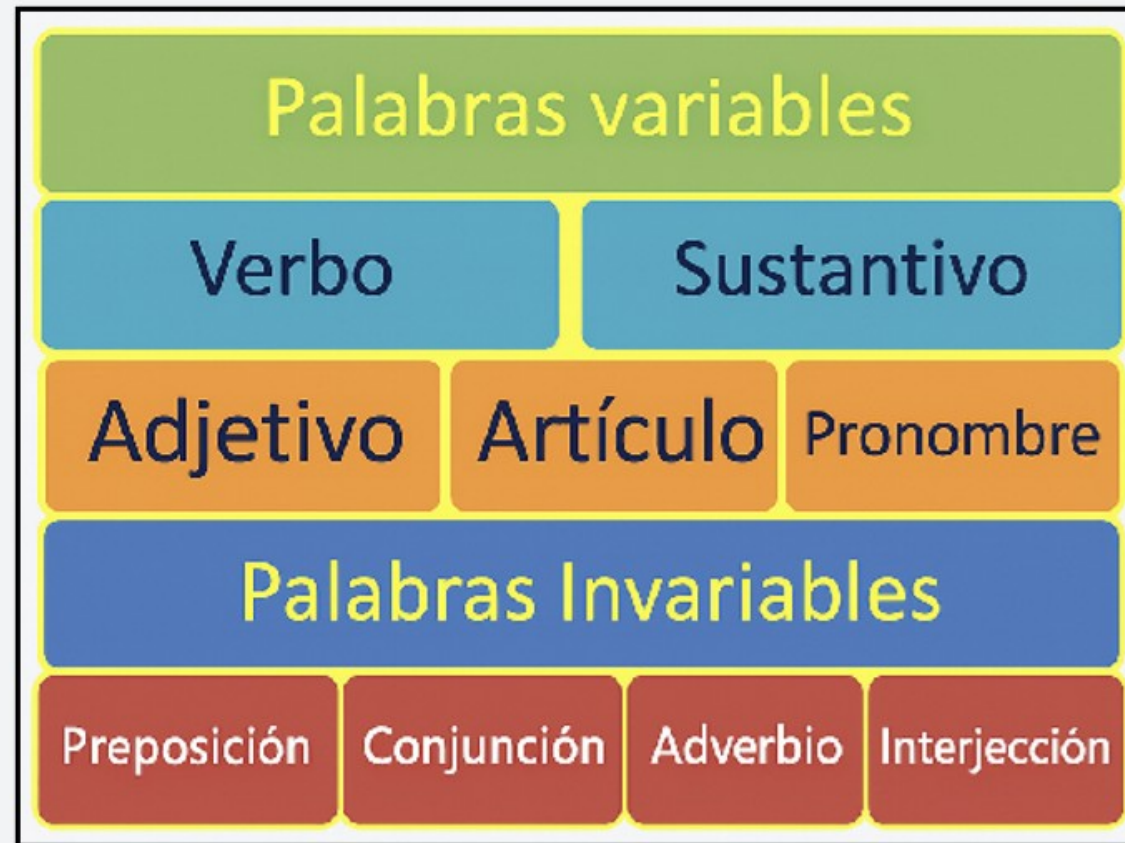 Palabras variables
Verbo Sustantivo
Adjetivo Artículo Pronombre
Palabras Invariables
Preposición Conjunción Adverbio Interjección